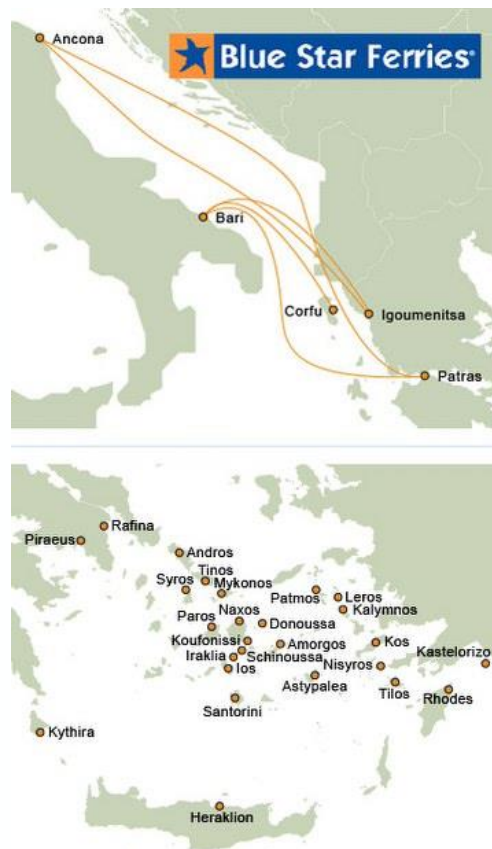 Ancona
Blue Star Ferries®
Bari
Corfu
Igoumenitsa
Patras
Rafina
Piraeus
Andros
Tinos
Syros
Mykonos
Patmos
Leros
Naxos
Kalymnos
Paros
Donoussa
Koufonissi
Amorgos
Kos
Iraklia
Schinoussa
Kastelorizo
Ios
Nisyros
Astypalea
Tilos
Rhodes
Santorini
Kythira
Heraklion